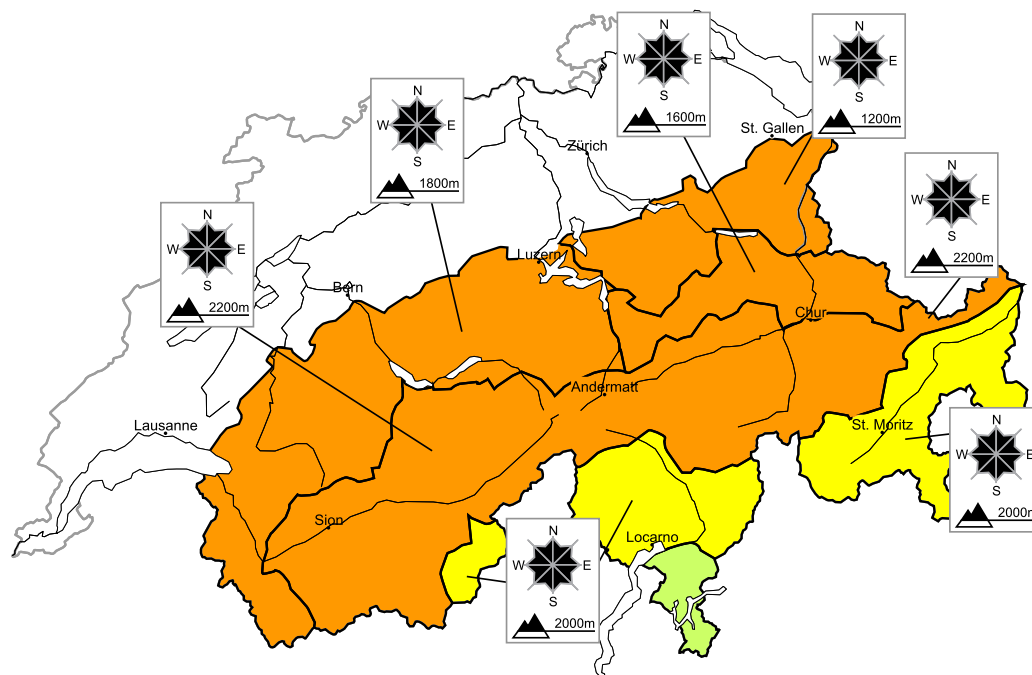 N
W E
S
1600m
N
W E
S
1200m
N
W E
S
1800m
St. Gallen
Zürich
N
W E
S
2200m
N
W E
S
2200m
Luzern
Bern
Chur
Andermatt
Lausanne
St. Moritz
N
W E
S
2000m
Sion
Locarno
N
W E
S
2000m